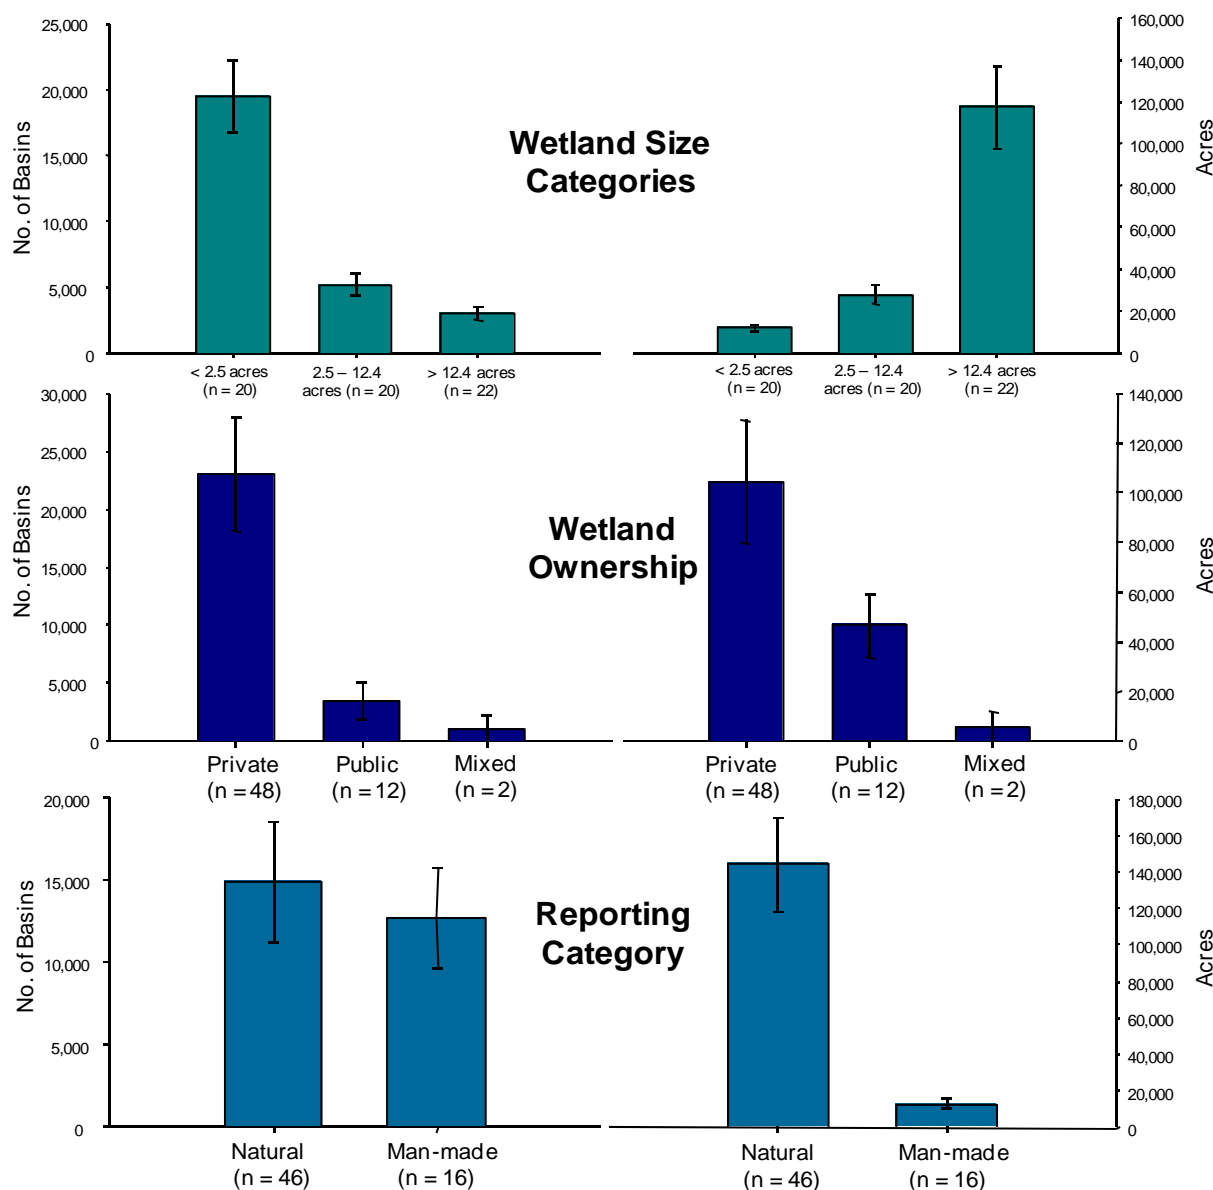 25,000
20,000
15,000
10,000
5,000
0
No. of Basins
Wetland Size
Categories
160,000
140,000
120,000
100,000
80,000
60,000
40,000
20,000
0
Acres
< 2.5 acres
(n = 20)
2.5 – 12.4
acres (n = 20)
> 12.4 acres
(n = 22)
< 2.5 acres
(n = 20)
2.5 – 12.4
acres (n = 20)
> 12.4 acres
(n = 22)
30,000
25,000
20,000
15,000
10,000
5,000
0
No. of Basins
Wetland
Ownership
140,000
120,000
100,000
80,000
60,000
40,000
20,000
0
Acres
Private
(n = 48)
Public
(n = 12)
Mixed
(n = 2)
Private
(n = 48)
Public
(n = 12)
Mixed
(n = 2)
20,000
15,000
10,000
5,000
0
No. of Basins
Reporting
Category
180,000
160,000
140,000
120,000
100,000
80,000
60,000
40,000
20,000
0
Acres
Natural
(n = 46)
Man-made
(n = 16)
Natural
(n = 46)
Man-made
(n = 16)